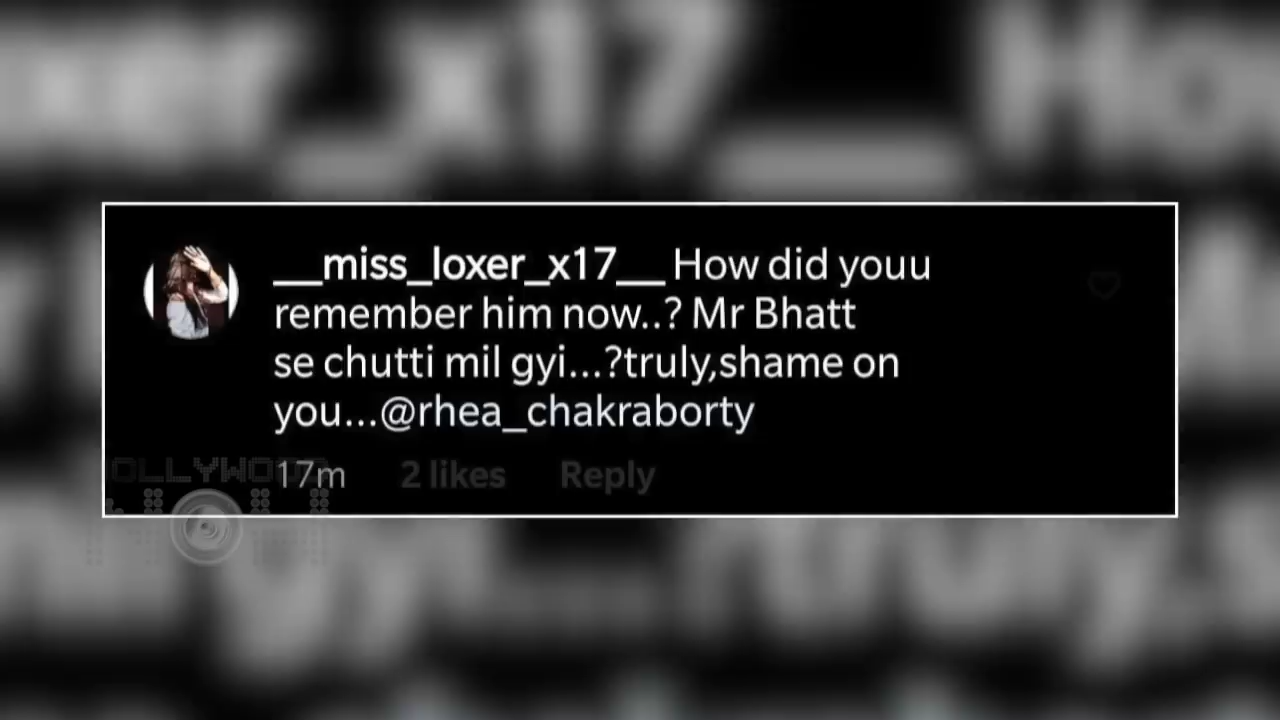 __miss_loxer_x17__ How did youu
remember him now..? Mr Bhatt
se chutti mil gyi...?truly,shame on
you...@rhea_chakraborty
17m 2 likes Reply